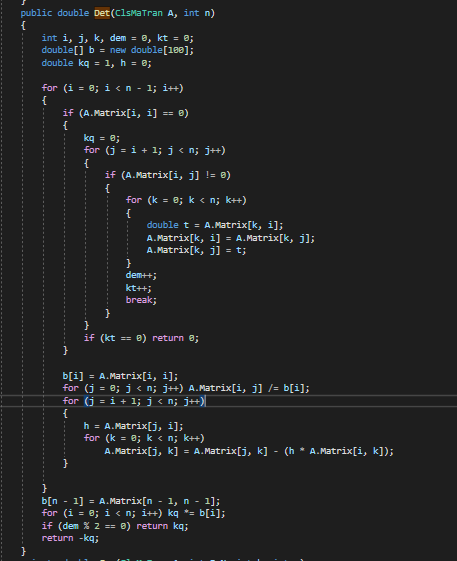 public double Det(ClsMaTran A, int n)
{
int i, j, k, dem = 0, kt = 0;
double[] b = new double[100];
double kq = 1, h = 0;
for (i = 0; i < n - 1; i++)
{
if (A.Matrix[i, i] == 0)
{
kq = 0;
for (j = i + 1; j < n; j++)
{
if (A.Matrix[i, j] != 0)
{
for (k = 0; k < n; k++)
{
double t = A.Matrix[k, i];
A.Matrix[k, i] = A.Matrix[k, j];
A.Matrix[k, j] = t;
}
dem++;
kt++;
break;
}
}
if (kt == 0) return 0;
}
b[i] = A.Matrix[i, i];
for (j = 0; j < n; j++) A.Matrix[i, j] /= b[i];
for (j = i + 1; j < n; j++)
{
h = A.Matrix[j, i];
for (k = 0; k < n; k++)
A.Matrix[j, k] = A.Matrix[j, k] - (h * A.Matrix[i, k]);
}
}
b[n - 1] = A.Matrix[n - 1, n - 1];
for (i = 0; i < n; i++) kq *= b[i];
if (dem % 2 == 0) return kq;
return -kq;
}